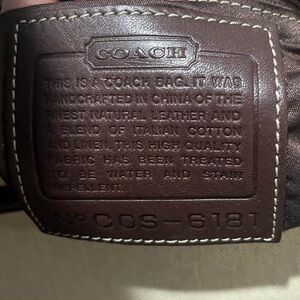 COACH
THIS IS A COACH BAG. IT WAS
HANDCRAFTED IN CHINA OF THE
FINEST NATURAL LEATHER AND
A BLEND OF ITALIAN COTTON
AND LINEN. THIS HIGH QUALITY
FABRIC HAS BEEN TREATED
TO BE WATER AND STAIN
REPELLENT.
Nº CCS-6181